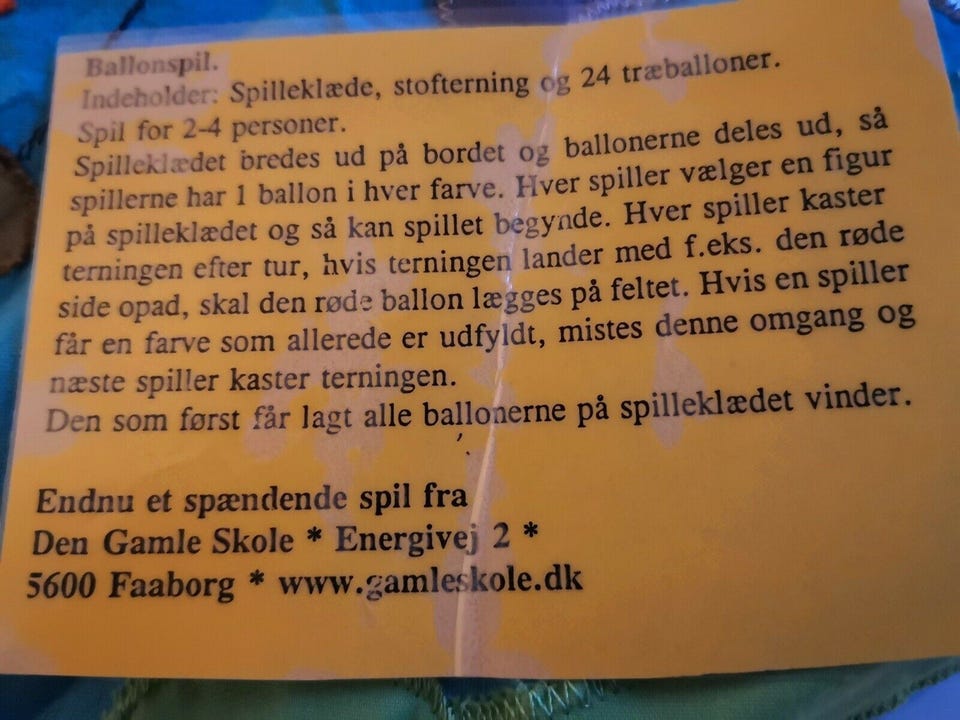 Ballonspil.
Indeholder: Spilleklæde, stofterning og 24 træballoner.
Spil for 2-4 personer.
Spilleklædet bredes ud på bordet og ballonerne deles ud, så
spillerne har 1 ballon i hver farve. Hver spiller vælger en figur
på spilleklædet og så kan spillet begynde. Hver spiller kaster
terningen efter tur, hvis terningen lander med f.eks. den røde
side opad, skal den røde ballon lægges på feltet. Hvis en spiller
får en farve som allerede er udfyldt, mistes denne omgang og
næste spiller kaster terningen.
Den som først får lagt alle ballonerne på spilleklædet vinder.
Endnu et spændende spil fra
Den Gamle Skole * Energivej 2 *
5600 Faaborg * www.gamleskole.dk